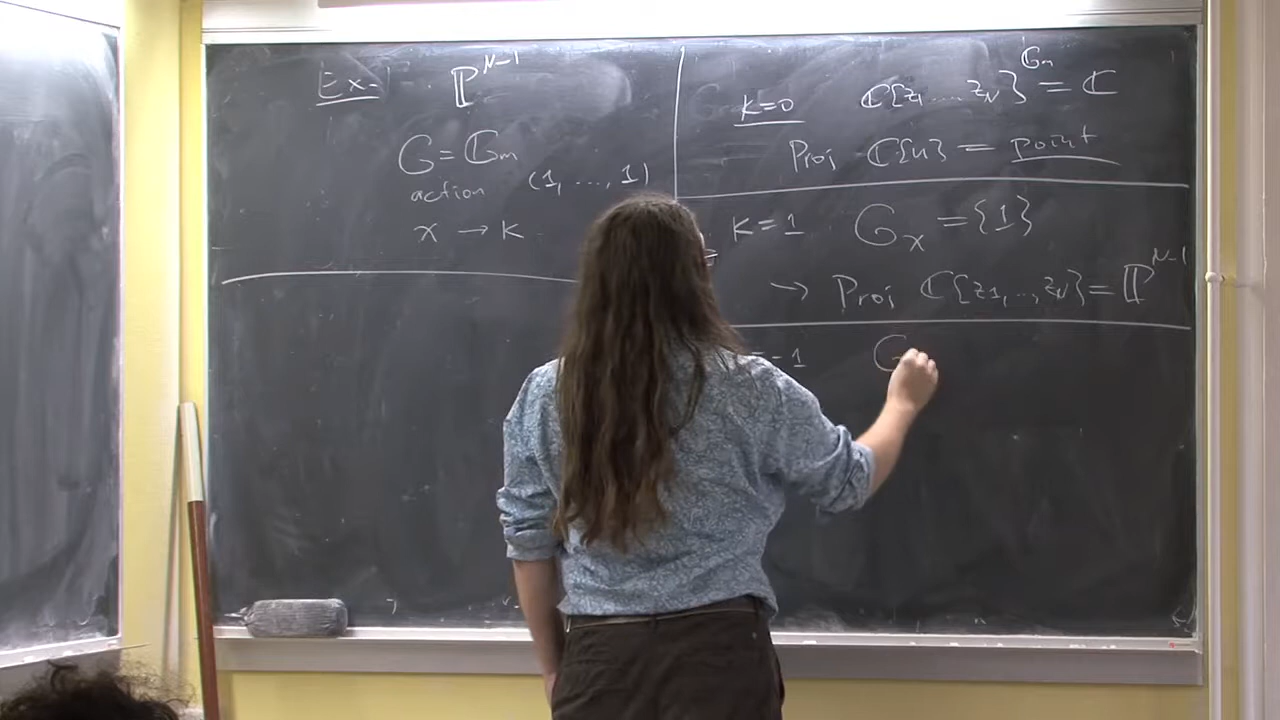 Ex- ℙ^{N-1}
G = 𝔾_m
action (1, ..., 1)
χ → k
k=0 ℂ[z_1 ... z_N]^{𝔾_m} = ℂ
Proj ℂ[u] = point
k=1 G_χ = {1}
→ Proj ℂ[z_1, .., z_N] = ℙ^{N-1}
= -1 G